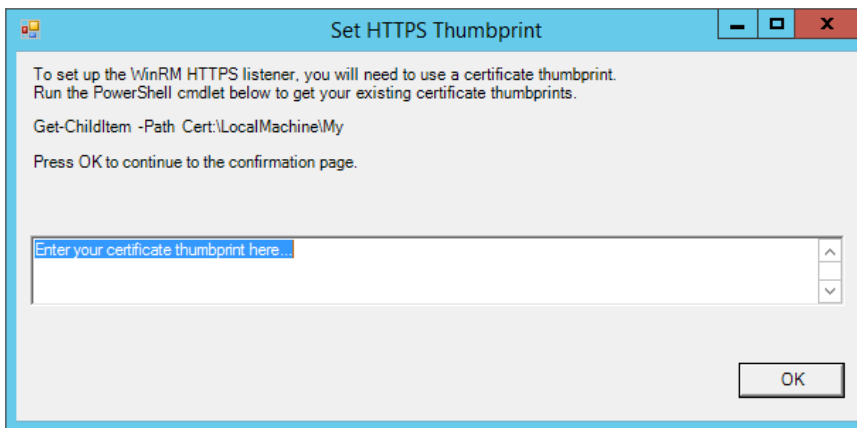 Set HTTPS Thumbprint
To set up the WinRM HTTPS listener, you will need to use a certificate thumbprint.
Run the PowerShell cmdlet below to get your existing certificate thumbprints.
Get-ChildItem -Path Cert:\LocalMachine\My
Press OK to continue to the confirmation page.
Enter your certificate thumbprint here...
OK